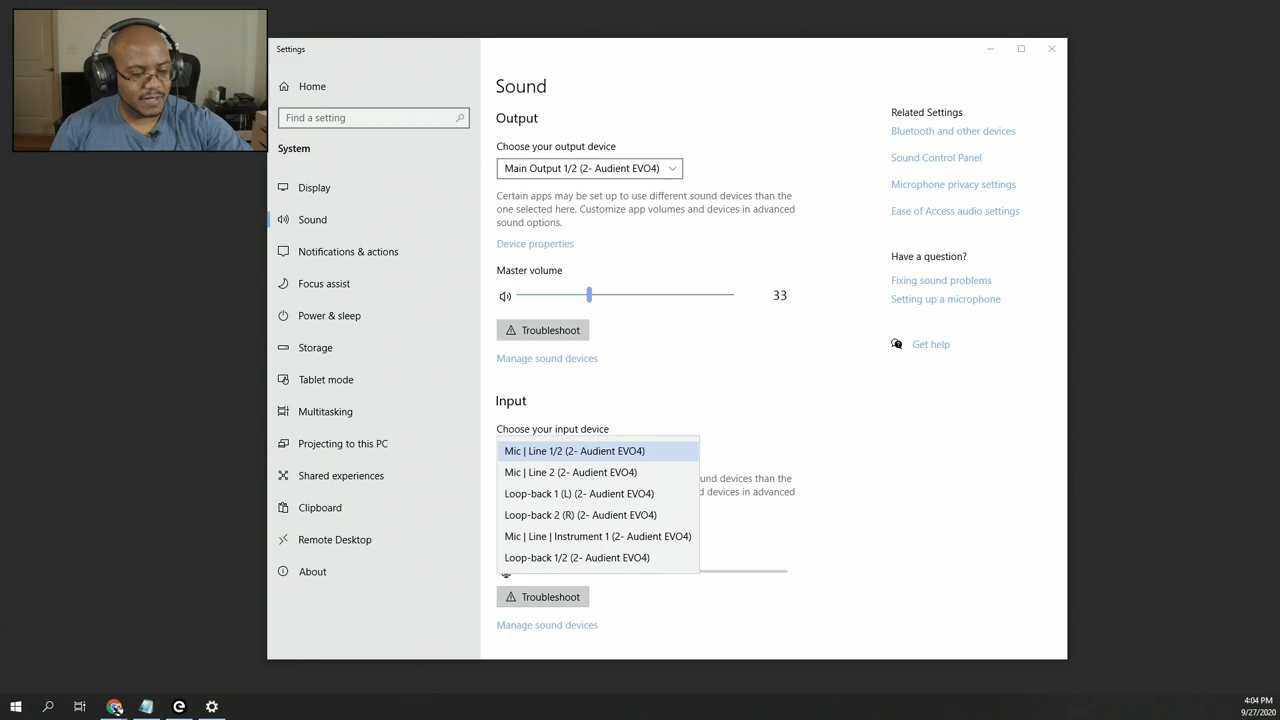 Settings
Home
Find a setting
System
Display
Sound
Notifications & actions
Focus assist
Power & sleep
Storage
Tablet mode
Multitasking
Projecting to this PC
Shared experiences
Clipboard
Remote Desktop
About
Sound
Output
Choose your output device
Main Output 1/2 (2- Audient EVO4)
Certain apps may be set up to use different sound devices than the
one selected here. Customize app volumes and devices in advanced
sound options.
Device properties
Master volume
33
Troubleshoot
Manage sound devices
Input
Choose your input device
Mic | Line 1/2 (2- Audient EVO4)
Mic | Line 2 (2- Audient EVO4)
Loop-back 1 (L) (2- Audient EVO4)
Loop-back 2 (R) (2- Audient EVO4)
Mic | Line | Instrument 1 (2- Audient EVO4)
Loop-back 1/2 (2- Audient EVO4)
und devices than the
d devices in advanced
Troubleshoot
Manage sound devices
Related Settings
Bluetooth and other devices
Sound Control Panel
Microphone privacy settings
Ease of Access audio settings
Have a question?
Fixing sound problems
Setting up a microphone
Get help
4:04 PM
9/27/2020